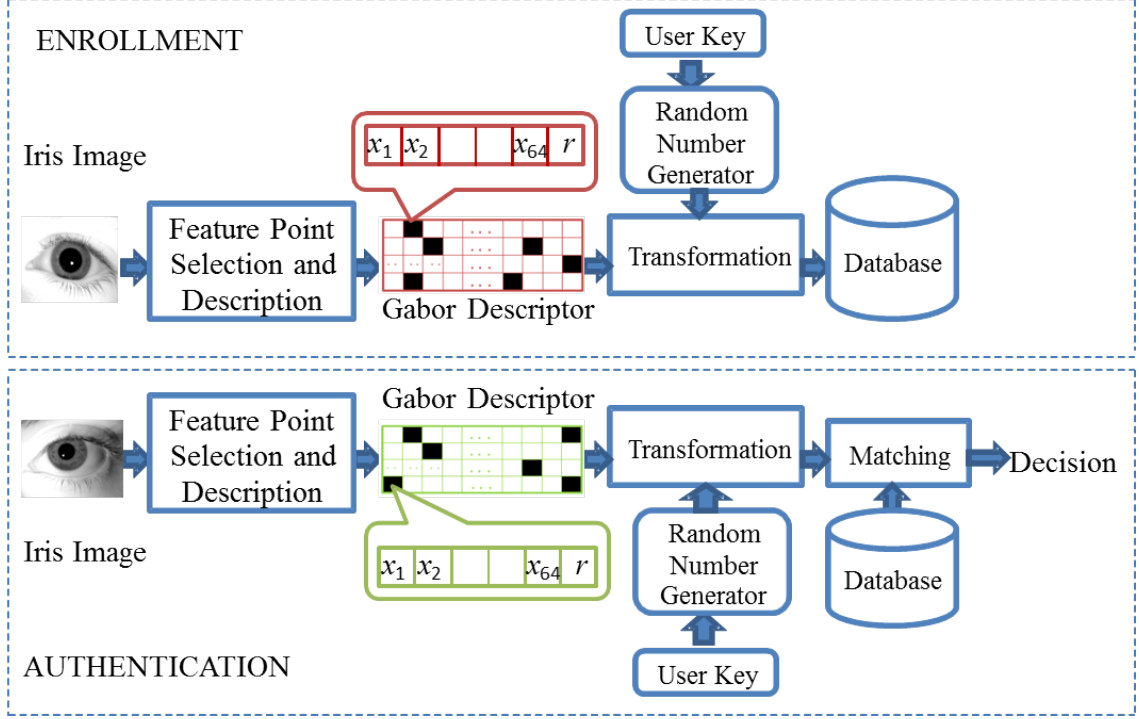 ENROLLMENT
User Key
Random
Number
Generator
x1 x2 x64 r
Iris Image
Feature Point
Selection and
Description
. . .
. . .
. . . . .
. . .
. . .
Gabor Descriptor
Transformation
Database
Gabor Descriptor
Feature Point
Selection and
Description
. . .
. . .
. . . . .
. . .
. . .
Transformation
Matching
Decision
Iris Image
x1 x2 x64 r
Random
Number
Generator
Database
User Key
AUTHENTICATION